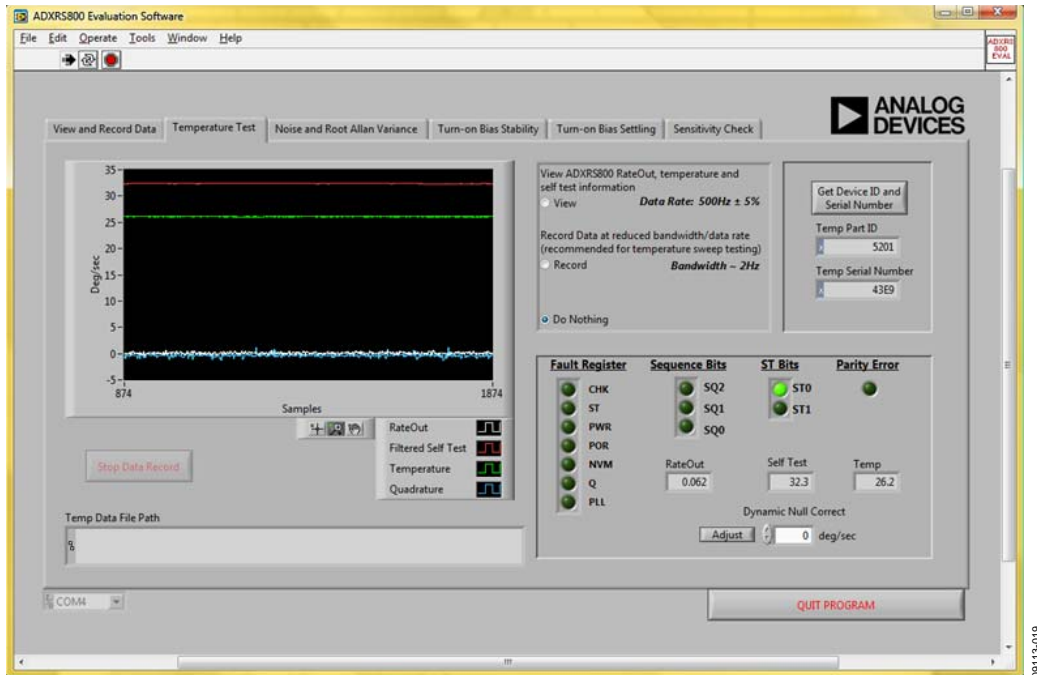 ADXRS800 Evaluation Software
File Edit Operate Tools Window Help
ADXRS
800
EVAL
ANALOG
DEVICES
View and Record Data
Temperature Test
Noise and Root Allan Variance
Turn-on Bias Stability
Turn-on Bias Settling
Sensitivity Check
35
30
25
20
15
10
5
0
-5
Deg/sec
874
1874
Samples
RateOut
Filtered Self Test
Temperature
Quadrature
Stop Data Record
Temp Data File Path
View ADXRS800 RateOut, temperature and
self test information
View Data Rate: 500Hz ± 5%
Record Data at reduced bandwidth/data rate
(recommended for temperature sweep testing)
Record Bandwidth ~ 2Hz
Do Nothing
Get Device ID and
Serial Number
Temp Part ID
x 5201
Temp Serial Number
x 43E9
Fault Register
CHK
ST
PWR
POR
NVM
Q
PLL
Sequence Bits
SQ2
SQ1
SQ0
ST Bits
ST0
ST1
Parity Error
RateOut
0.062
Self Test
32.3
Temp
26.2
Dynamic Null Correct
Adjust 0 deg/sec
COM4
QUIT PROGRAM
09113-019